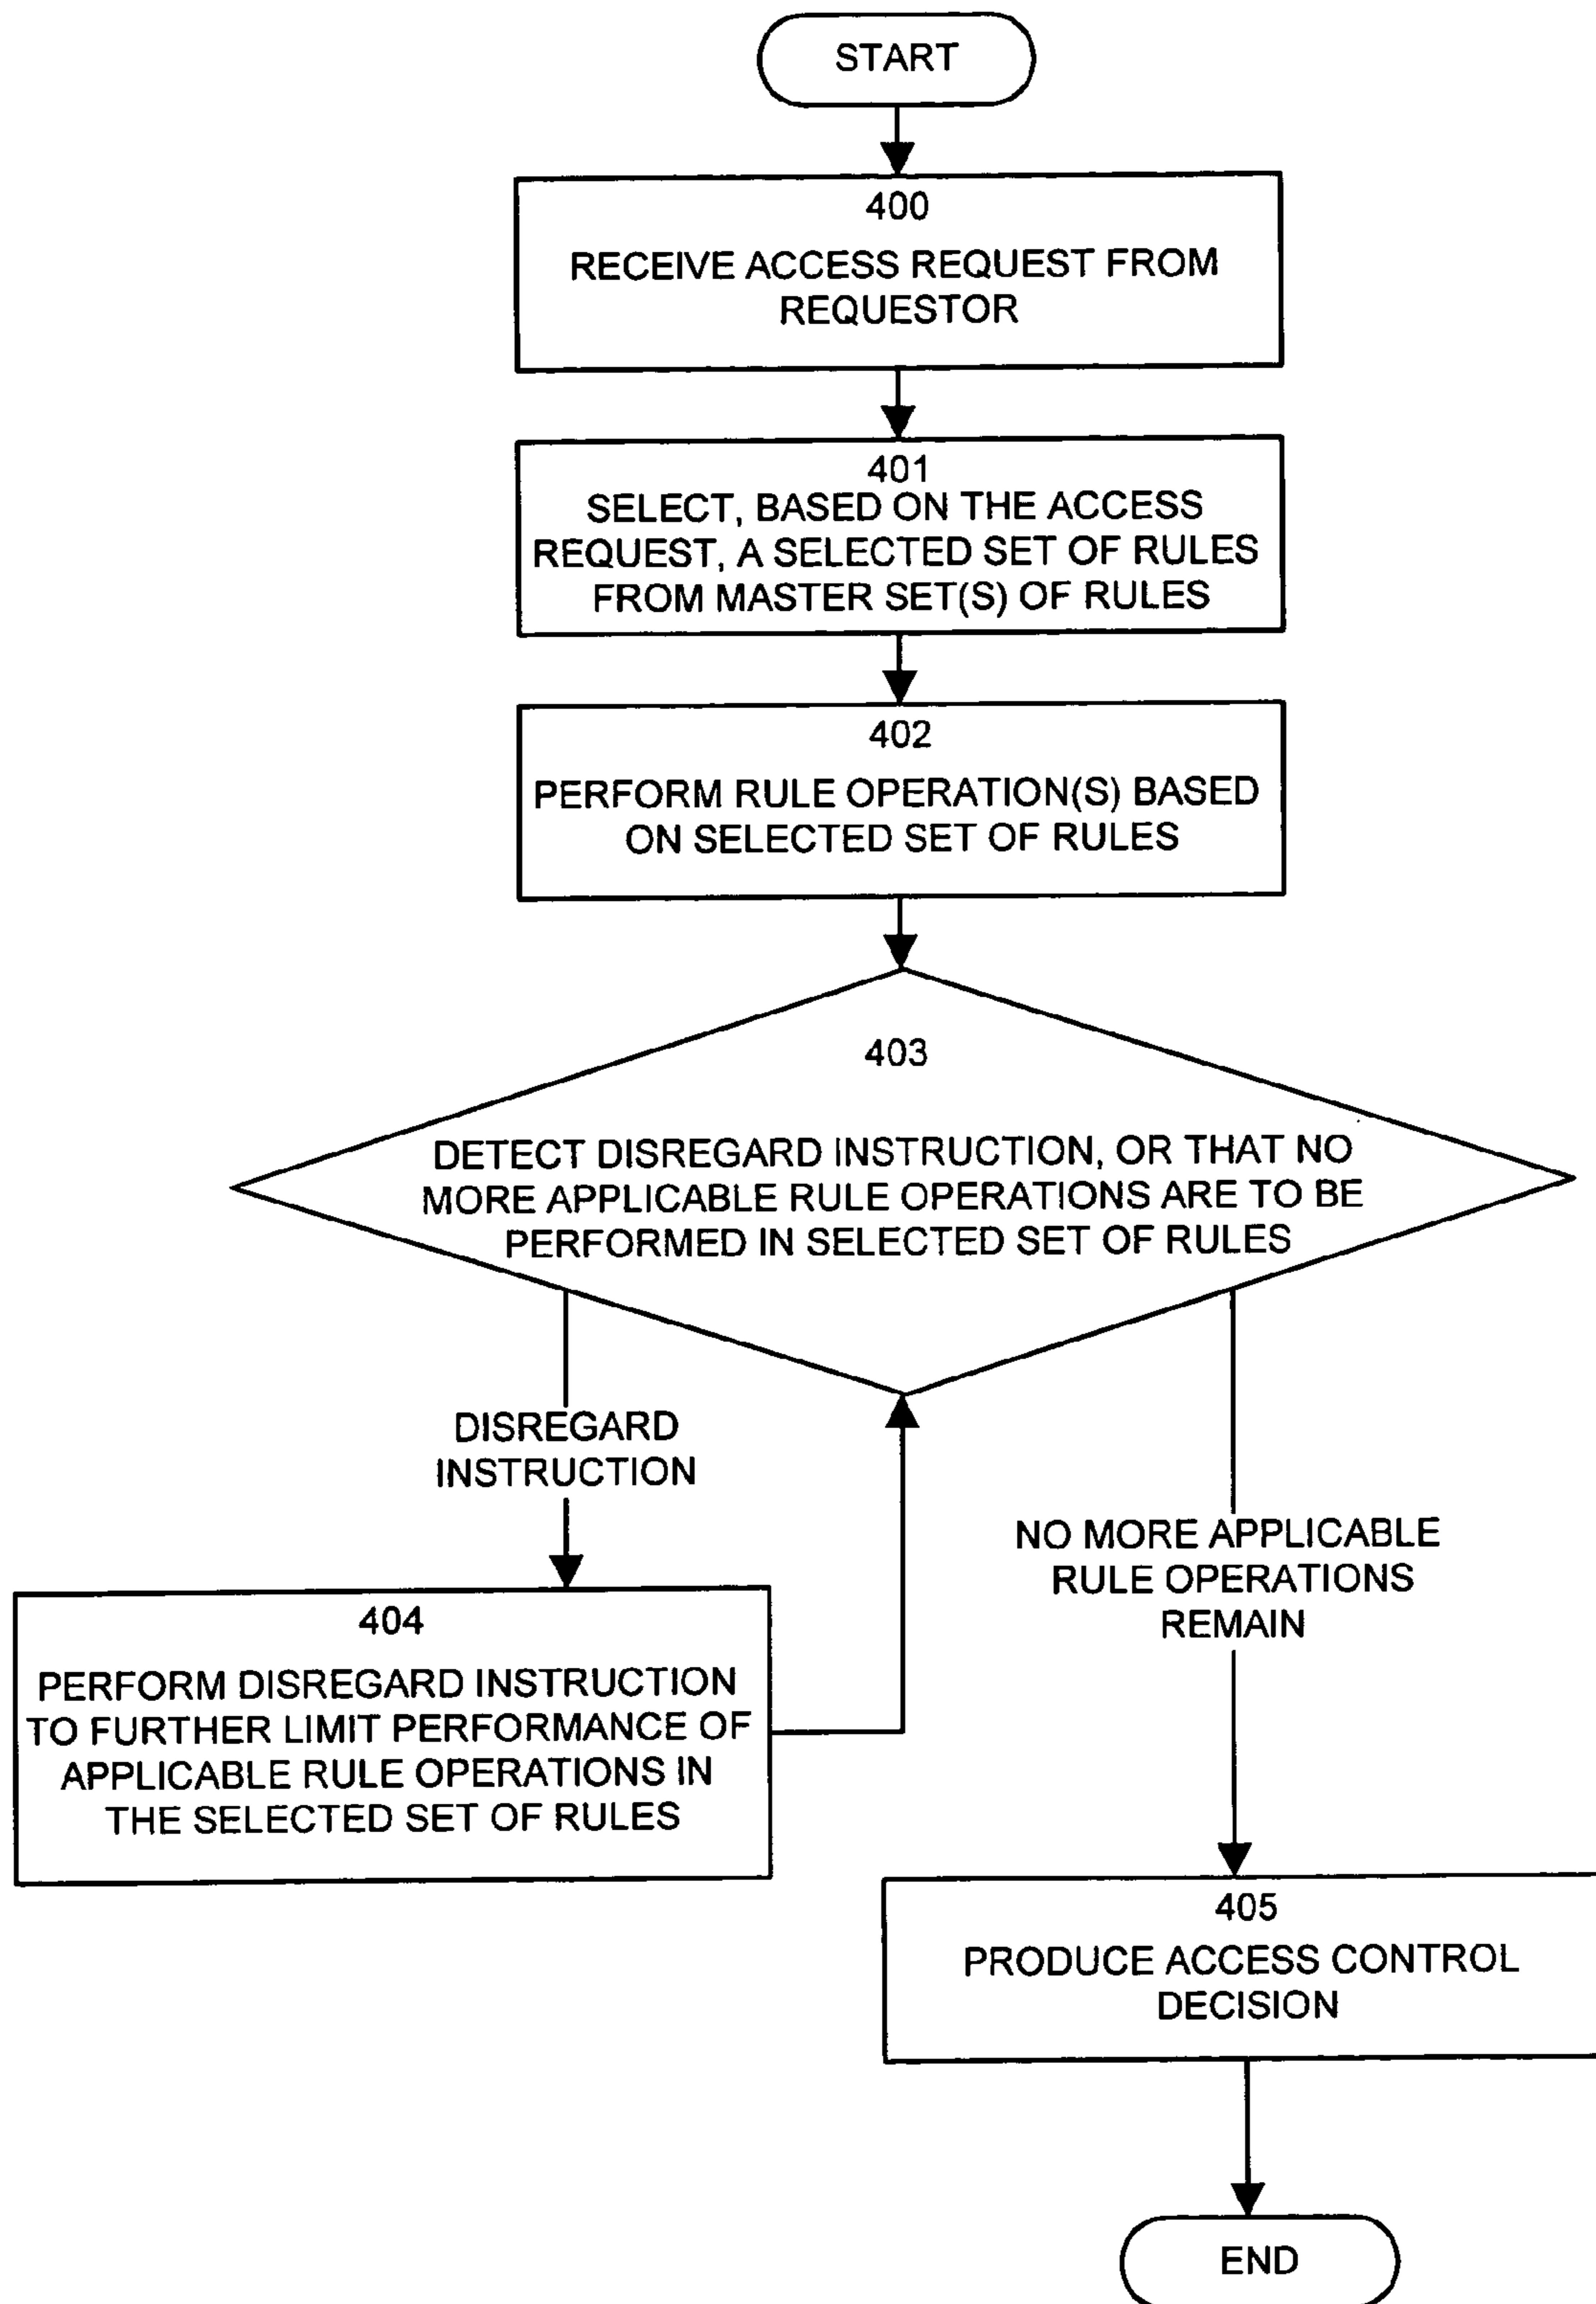 START
400
RECEIVE ACCESS REQUEST FROM
REQUESTOR
401
SELECT, BASED ON THE ACCESS
REQUEST, A SELECTED SET OF RULES
FROM MASTER SET(S) OF RULES
402
PERFORM RULE OPERATION(S) BASED
ON SELECTED SET OF RULES
403
DETECT DISREGARD INSTRUCTION, OR THAT NO
MORE APPLICABLE RULE OPERATIONS ARE TO BE
PERFORMED IN SELECTED SET OF RULES
DISREGARD
INSTRUCTION
NO MORE APPLICABLE
RULE OPERATIONS
REMAIN
404
PERFORM DISREGARD INSTRUCTION
TO FURTHER LIMIT PERFORMANCE OF
APPLICABLE RULE OPERATIONS IN
THE SELECTED SET OF RULES
405
PRODUCE ACCESS CONTROL
DECISION
END